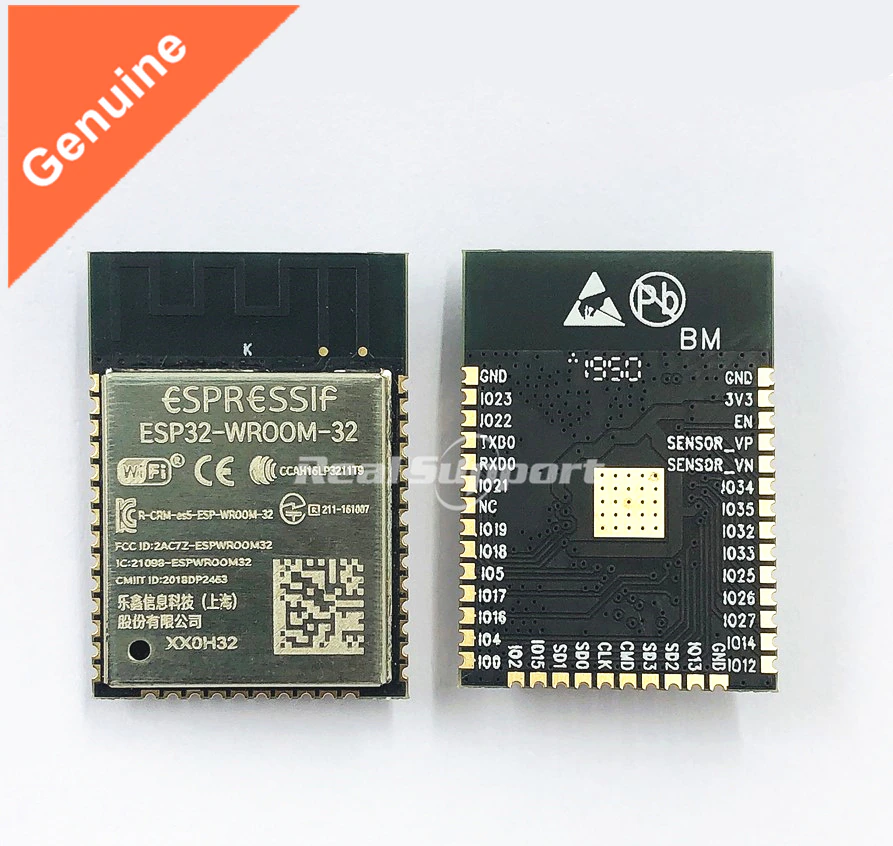 Genuine
K
ESPRESSIF
ESP32-WROOM-32
WiFi ® CE CCAH16LP3211T9
R-CRM-es5-ESP-WROOM-32 R 211-161007
FCC ID:2AC7Z-ESPWROOM32
IC:21098-ESPWROOM32
CMIIT ID:2018DP2463
乐鑫信息科技（上海）
股份有限公司
XX0H32
Pb
BM
1950
GND
IO23
IO22
TXD0
RXD0
IO21
NC
IO19
IO18
IO5
IO17
IO16
IO4
IO0
IO2
IO15
SD1
SD0
CLK
CMD
SD3
SD2
IO13
GND
GND
3V3
EN
SENSOR_VP
SENSOR_VN
IO34
IO35
IO32
IO33
IO25
IO26
IO27
IO14
IO12
RealSupport